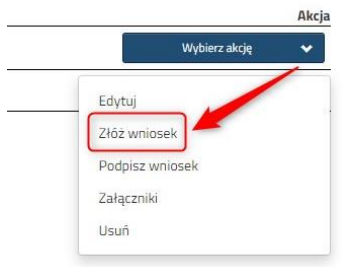 Akcja
Wybierz akcję
Edytuj
Złóż wniosek
Podpisz wniosek
Załączniki
Usuń